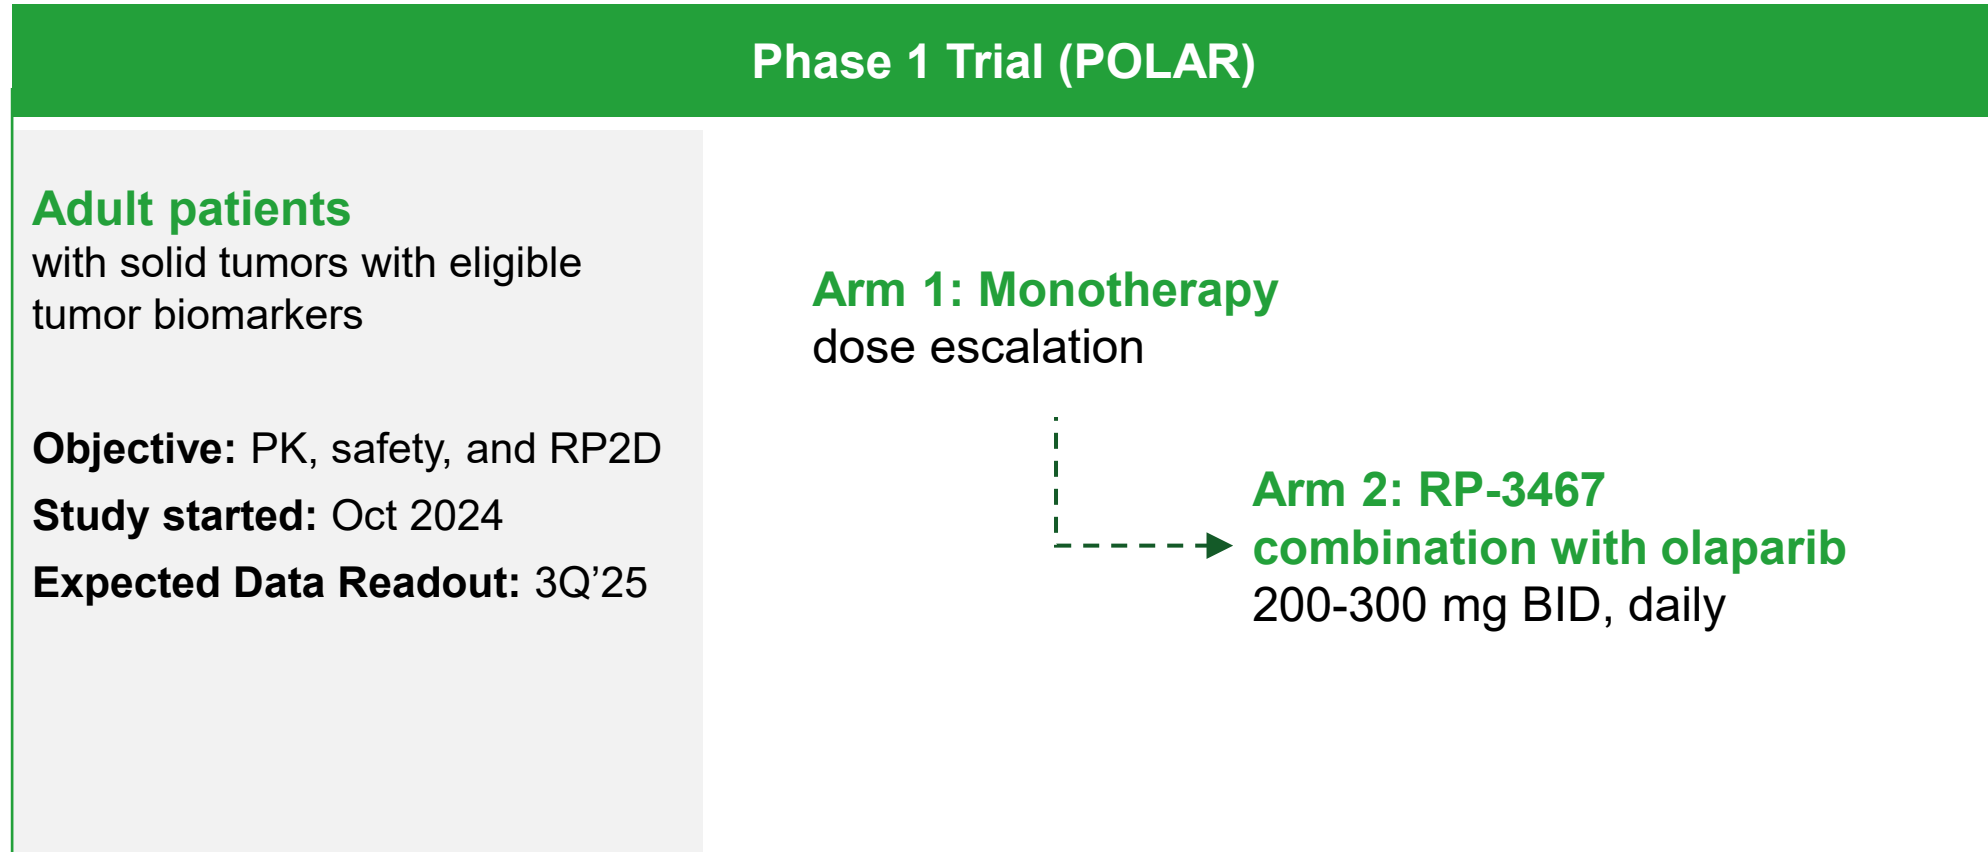 Phase 1 Trial (POLAR)
Adult patients
with solid tumors with eligible
tumor biomarkers
Objective: PK, safety, and RP2D
Study started: Oct 2024
Expected Data Readout: 3Q’25
Arm 1: Monotherapy
dose escalation
Arm 2: RP-3467
combination with olaparib
200-300 mg BID, daily